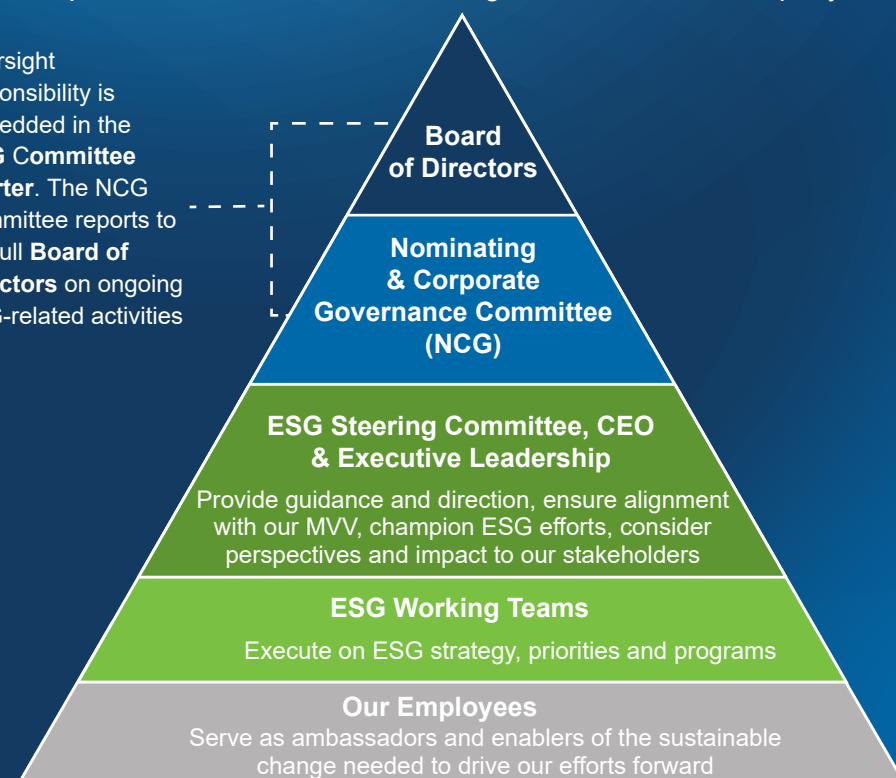 Board
of Directors
rsight
onsibility is
edded in the
G Committee
rter. The NCG
mmittee reports to
ull Board of
ctors on ongoing
G-related activities
Nominating
& Corporate
Governance Committee
(NCG)
ESG Steering Committee, CEO
& Executive Leadership
Provide guidance and direction, ensure alignment
with our MVV, champion ESG efforts, consider
perspectives and impact to our stakeholders
ESG Working Teams
Execute on ESG strategy, priorities and programs
Our Employees
Serve as ambassadors and enablers of the sustainable
change needed to drive our efforts forward